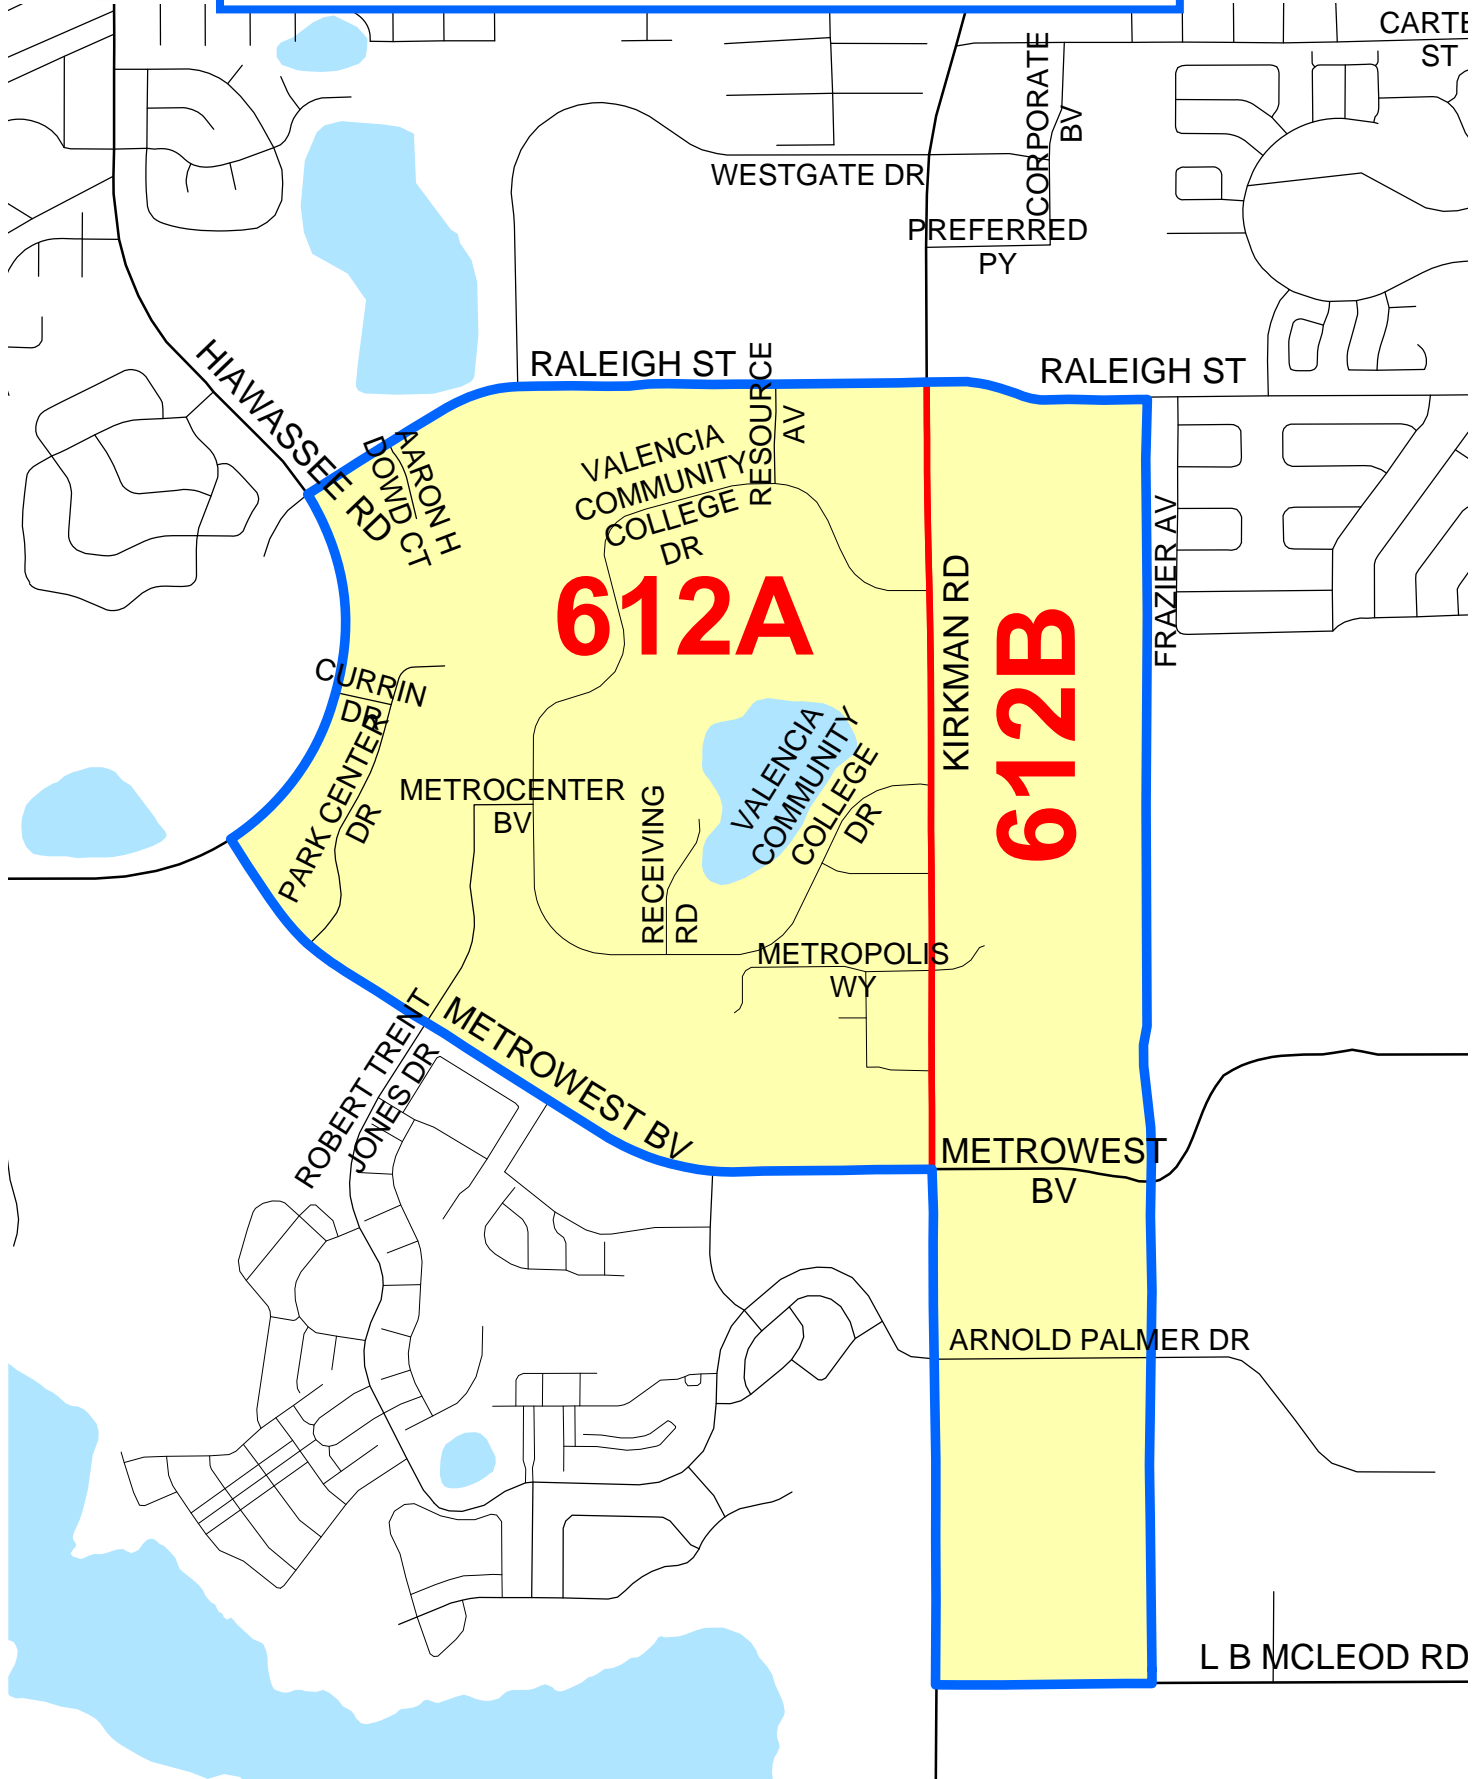 CARTE
ST
CORPORATE
BV
WESTGATE DR
PREFERRED
PY
HIAWASSEE RD
RALEIGH ST
RESOURCE
AV
RALEIGH ST
AARON H
DOWD CT
VALENCIA
COMMUNITY
COLLEGE
DR
612A
KIRKMAN RD
612B
FRAZIER AV
CURRIN
DR
PARK CENTER
DR
METROCENTER
BV
RECEIVING
RD
VALENCIA
COMMUNITY
COLLEGE
DR
METROPOLIS
WY
ROBERT TRENT
JONES DR
METROWEST BV
METROWEST
BV
ARNOLD PALMER DR
L B MCLEOD RD